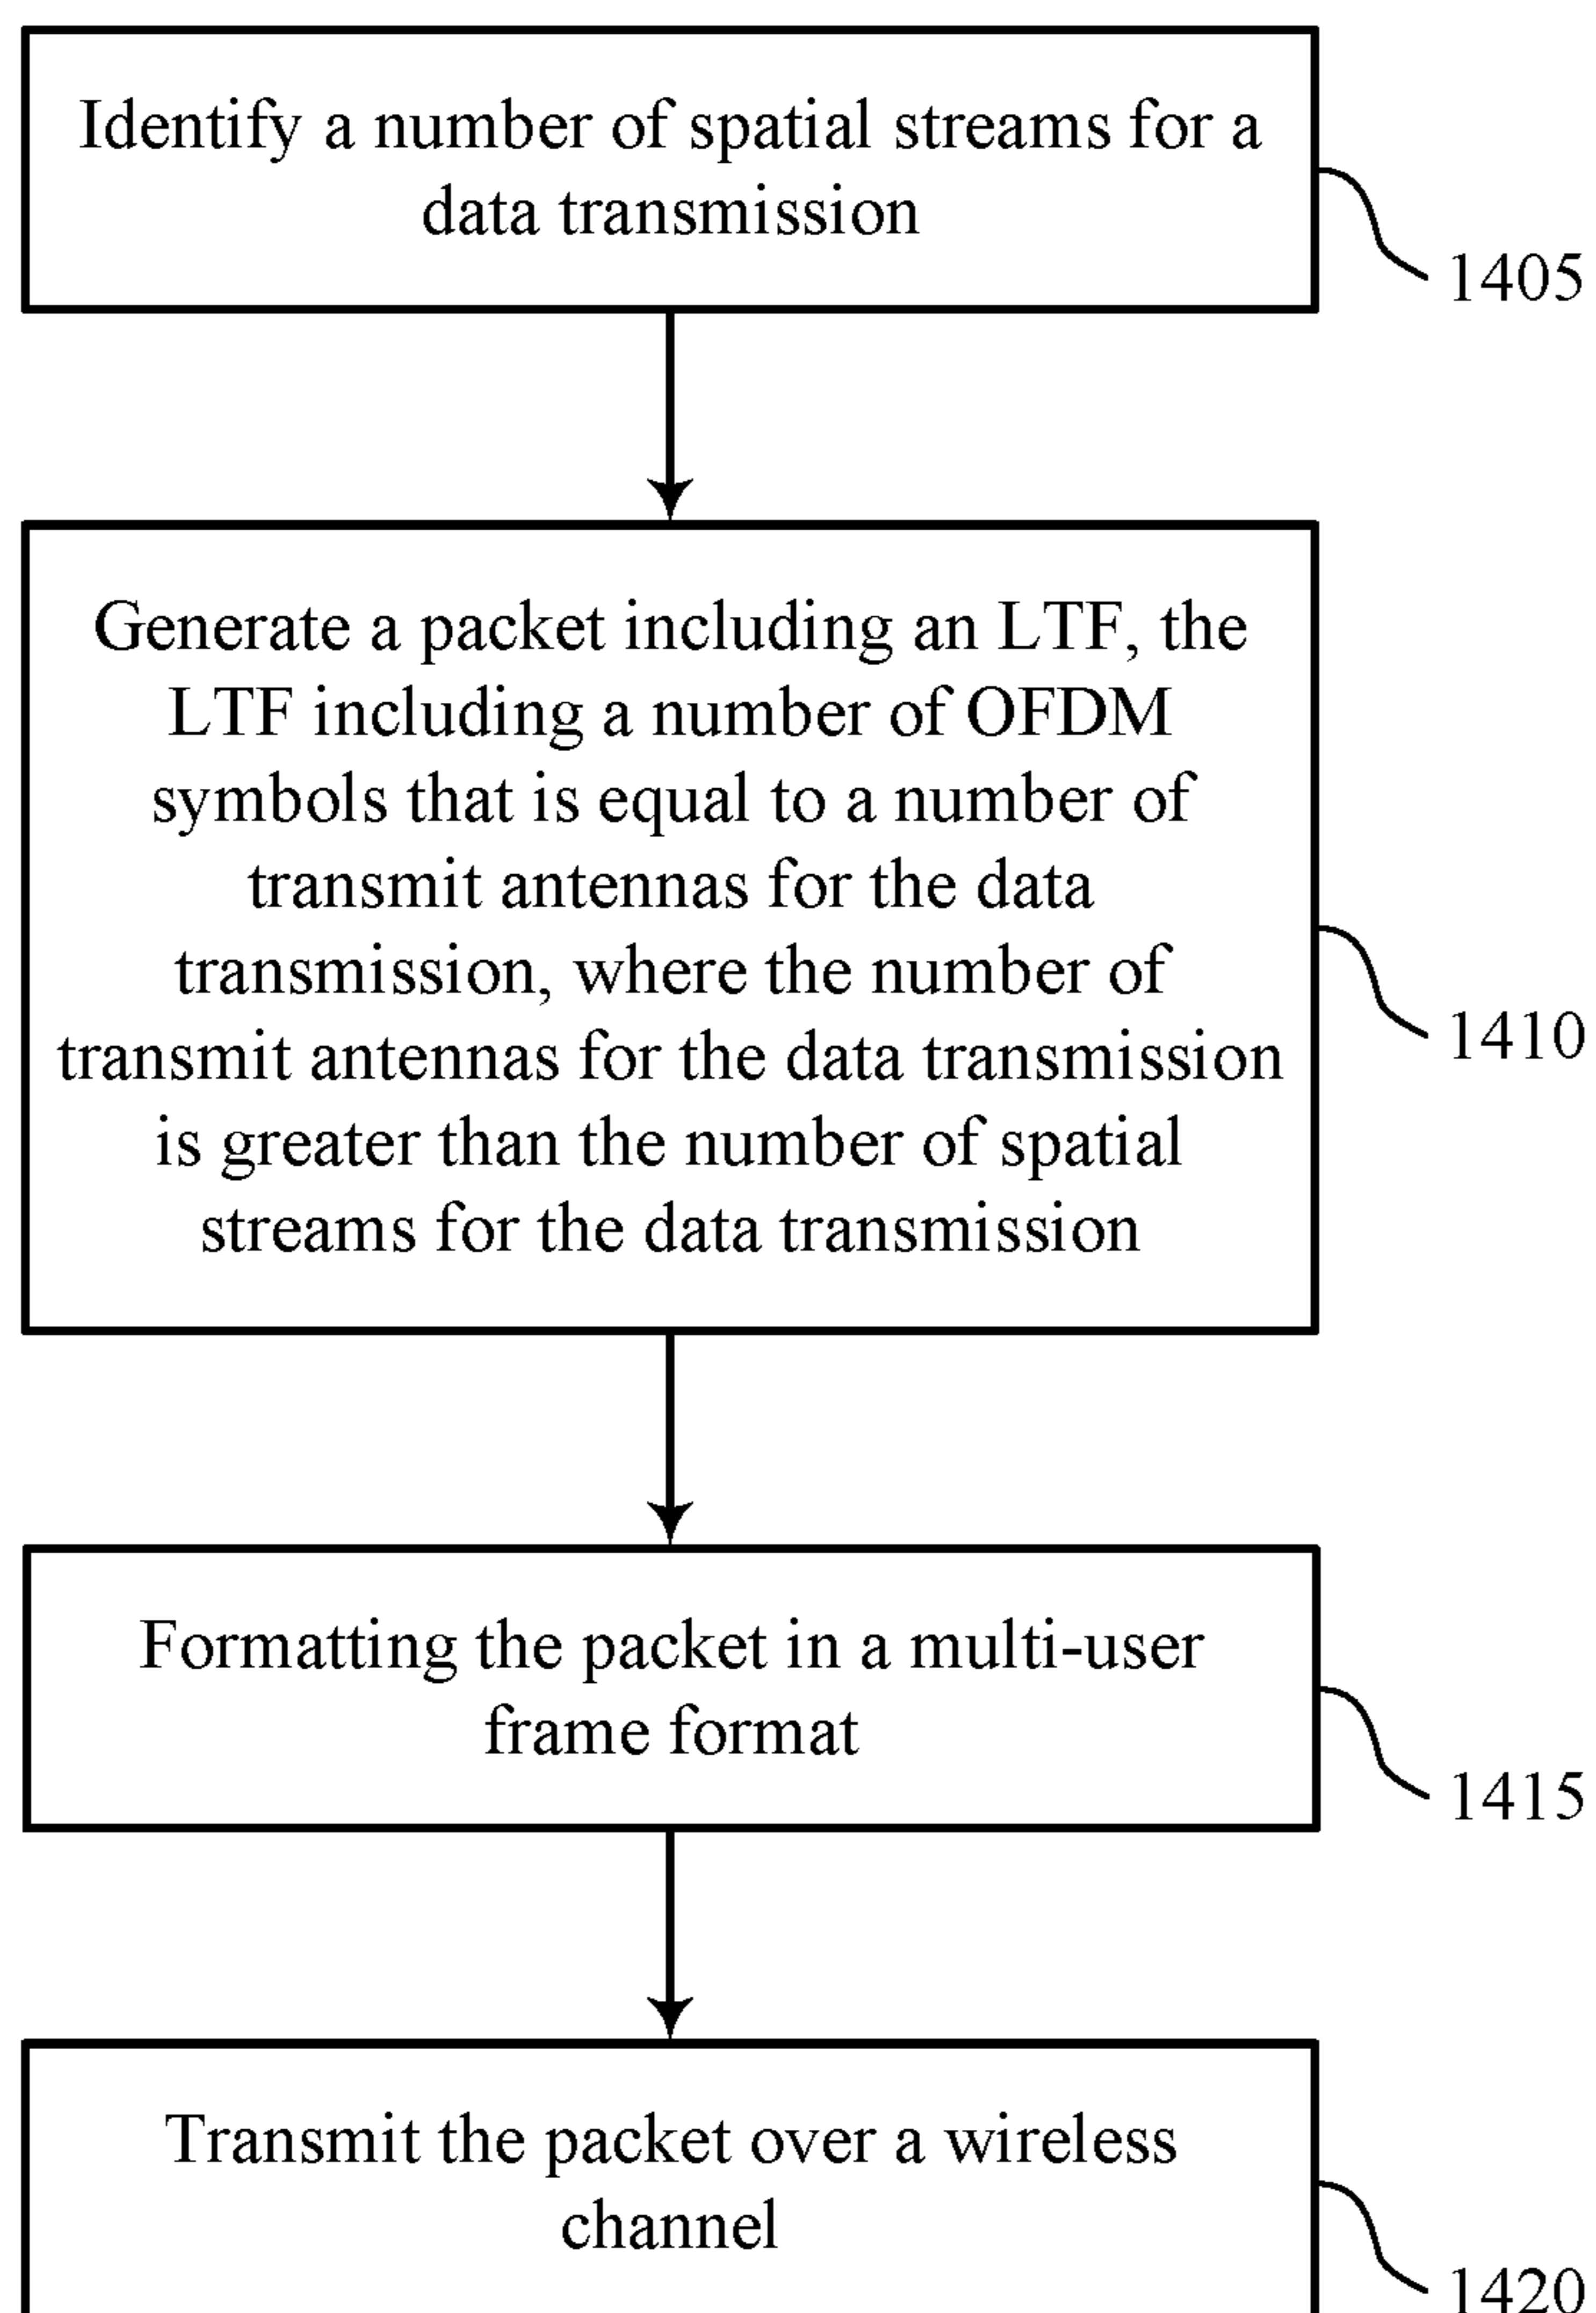 Identify a number of spatial streams for a
data transmission
1405
Generate a packet including an LTF, the
LTF including a number of OFDM
symbols that is equal to a number of
transmit antennas for the data
transmission, where the number of
transmit antennas for the data transmission
is greater than the number of spatial
streams for the data transmission
1410
Formatting the packet in a multi-user
frame format
1415
Transmit the packet over a wireless
channel
1420